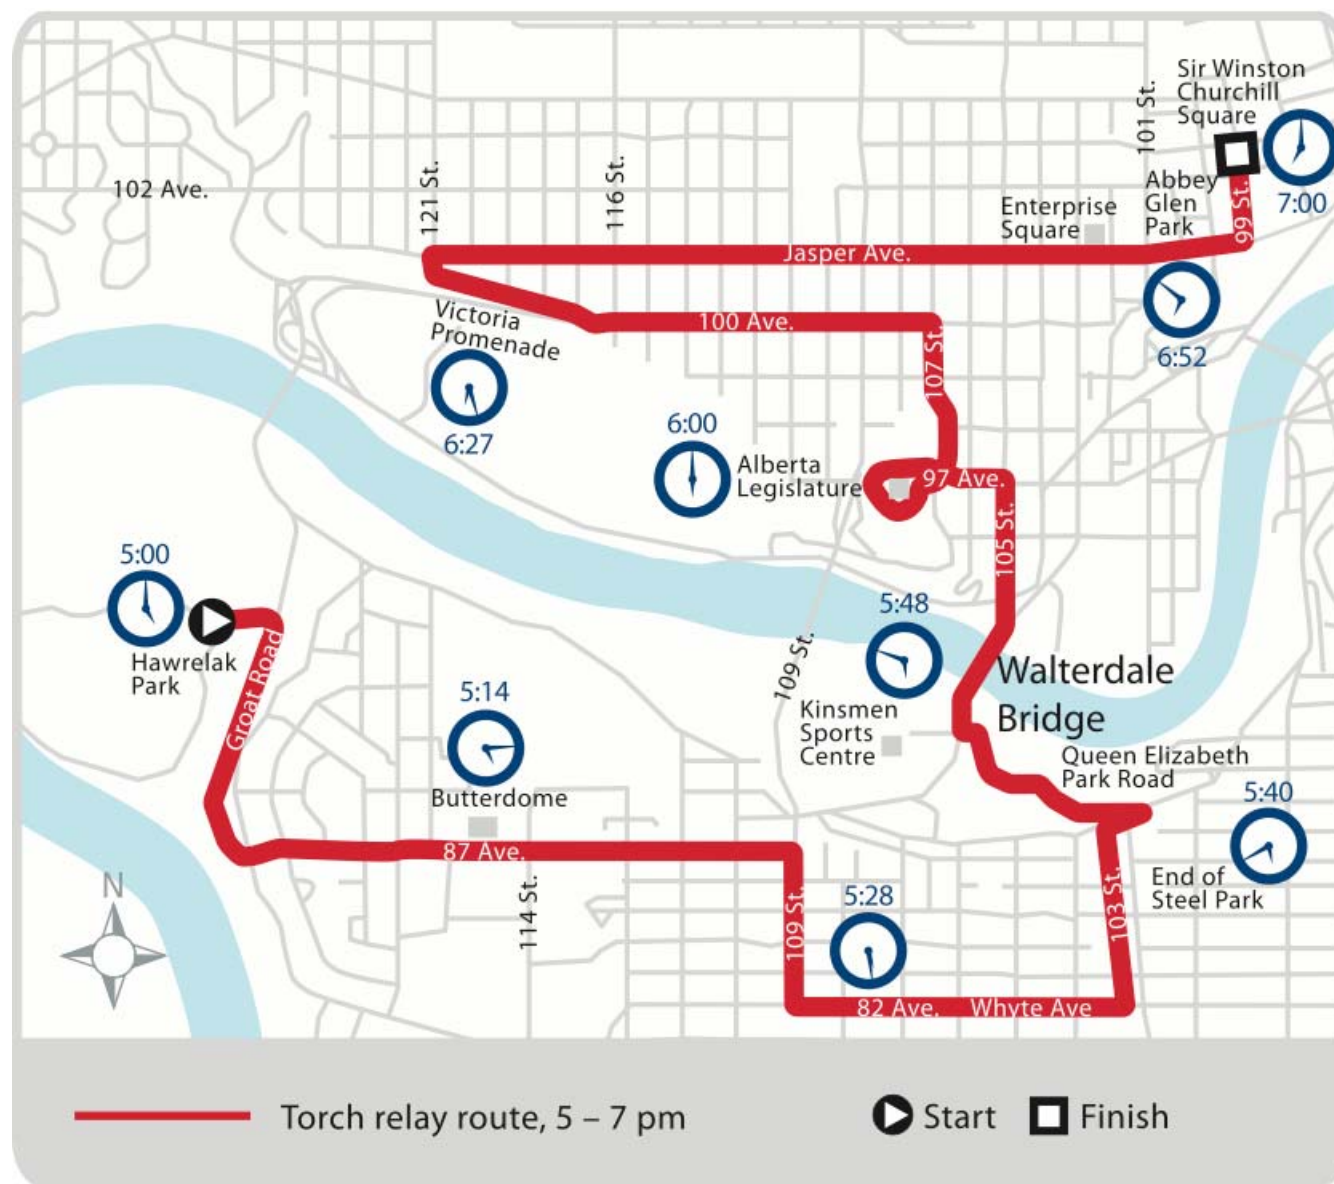 Sir Winston
Churchill
Square
101 St.
7:00
102 Ave.
121 St.
116 St.
Abbey
Glen
Park
Enterprise
Square
99 St.
Jasper Ave.
6:52
Victoria
Promenade
6:27
100 Ave.
107 St.
6:00
Alberta
Legislature
97 Ave.
105 St.
5:00
Hawrelak
Park
Groat Road
5:14
Butterdome
109 St.
5:48
Kinsmen
Sports
Centre
Walterdale
Bridge
Queen Elizabeth
Park Road
5:40
End of
Steel Park
87 Ave.
114 St.
109 St.
5:28
103 St.
82 Ave. Whyte Ave
N
Torch relay route, 5 – 7 pm
Start
Finish